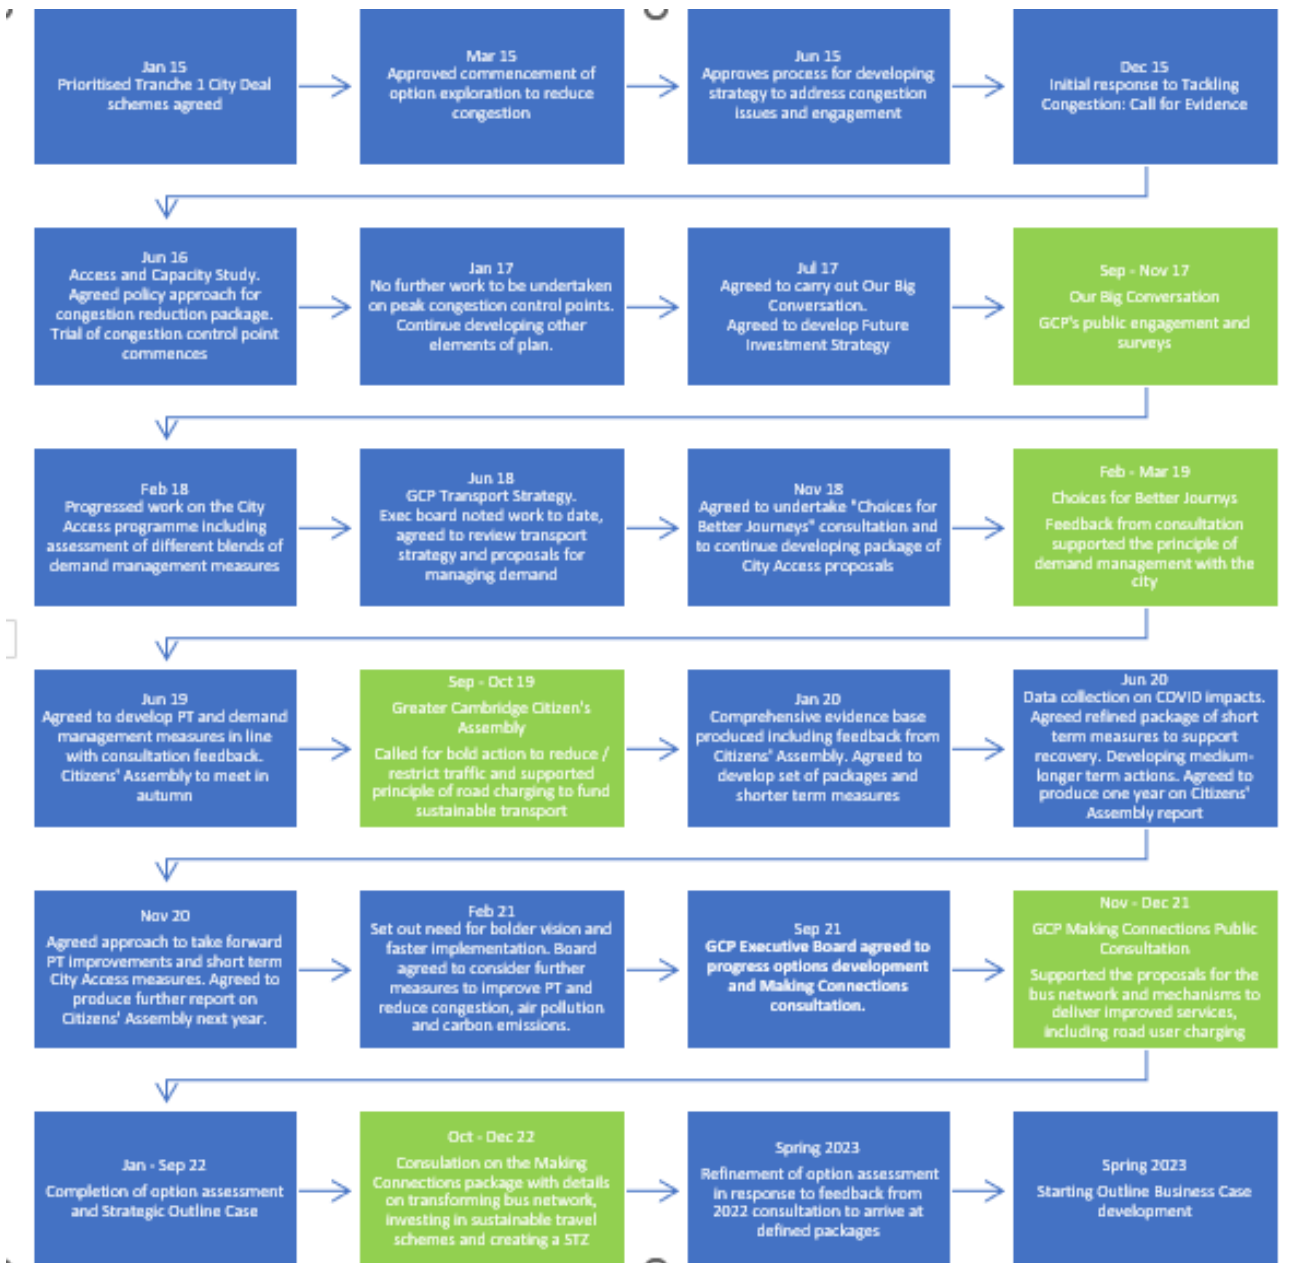 Jan 15
Prioritised Tranche 1 City Deal
schemes agreed
Mar 15
Approved commencement of
option exploration to reduce
congestion
Jun 15
Approves process for developing
strategy to address congestion
issues and engagement
Dec 15
Initial response to Tackling
Congestion: Call for Evidence
Jun 16
Access and Capacity Study.
Agreed policy approach for
congestion reduction package.
Trial of congestion control point
commences
Jan 17
No further work to be undertaken
on peak congestion control points.
Continue developing other
elements of plan.
Jul 17
Agreed to carry out Our Big
Conversation.
Agreed to develop Future
Investment Strategy
Sep - Nov 17
Our Big Conversation
GCP's public engagement and
surveys
Feb 18
Progressed work on the City
Access programme including
assessment of different blends of
demand management measures
Jun 18
GCP Transport Strategy.
Exec board noted work to date,
agreed to review transport
strategy and proposals for
managing demand
Nov 18
Agreed to undertake "Choices for
Better Journeys" consultation and
to continue developing package of
City Access proposals
Feb - Mar 19
Choices for Better Journys
Feedback from consultation
supported the principle of
demand management with the
city
Jun 19
Agreed to develop PT and demand
management measures in line
with consultation feedback.
Citizens' Assembly to meet in
autumn
Sep - Oct 19
Greater Cambridge Citizen's
Assembly
Called for bold action to reduce /
restrict traffic and supported
principle of road charging to fund
sustainable transport
Jan 20
Comprehensive evidence base
produced including feedback from
Citizens' Assembly. Agreed to
develop set of packages and
shorter term measures
Jun 20
Data collection on COVID impacts.
Agreed refined package of short
term measures to support
recovery. Developing medium-
longer term actions. Agreed to
produce one year on Citizens'
Assembly report
Nov 20
Agreed approach to take forward
PT improvements and short term
City Access measures. Agreed to
produce further report on
Citizens' Assembly next year.
Feb 21
Set out need for bolder vision and
faster implementation. Board
agreed to consider further
measures to improve PT and
reduce congestion, air pollution
and carbon emissions.
Sep 21
GCP Executive Board agreed to
progress options development
and Making Connections
consultation.
Nov - Dec 21
GCP Making Connections Public
Consultation
Supported the proposals for the
bus network and mechanisms to
deliver improved services,
including road user charging
Jan - Sep 22
Completion of option assessment
and Strategic Outline Case
Oct - Dec 22
Consulation on the Making
Connections package with details
on transforming bus network,
investing in sustainable travel
schemes and creating a STZ
Spring 2023
Refinement of option assessment
in response to feedback from
2022 consultation to arrive at
defined packages
Spring 2023
Starting Outline Business Case
development